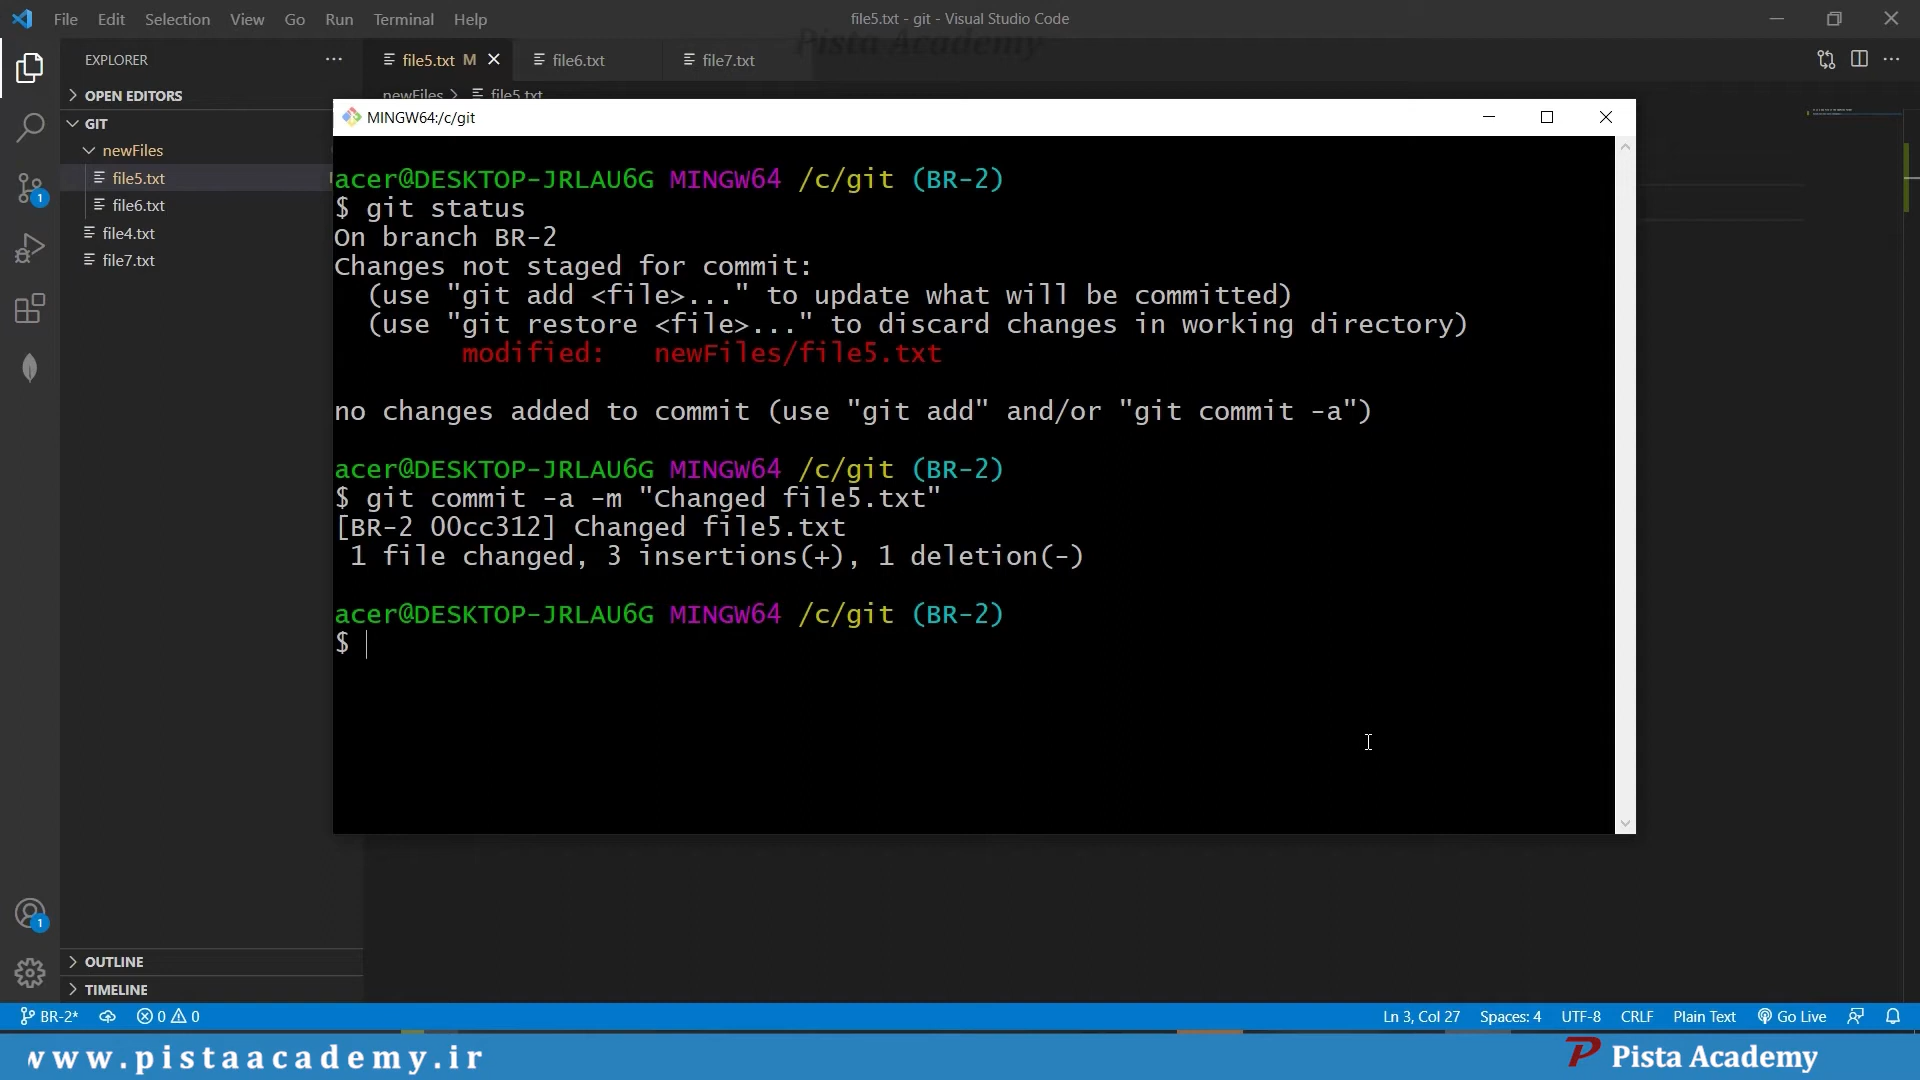 File Edit Selection View Go Run Terminal Help
file5.txt - git - Visual Studio Code
Pista Academy
EXPLORER
file5.txt M
file6.txt
file7.txt
OPEN EDITORS
newFiles > file5.txt
GIT
newFiles
file5.txt
file6.txt
file4.txt
file7.txt
1
MINGW64:/c/git
acer@DESKTOP-JRLAU6G MINGW64 /c/git (BR-2)
$ git status
On branch BR-2
Changes not staged for commit:
(use "git add <file>..." to update what will be committed)
(use "git restore <file>..." to discard changes in working directory)
modified: newFiles/file5.txt
no changes added to commit (use "git add" and/or "git commit -a")
acer@DESKTOP-JRLAU6G MINGW64 /c/git (BR-2)
$ git commit -a -m "Changed file5.txt"
[BR-2 00cc312] Changed file5.txt
1 file changed, 3 insertions(+), 1 deletion(-)
acer@DESKTOP-JRLAU6G MINGW64 /c/git (BR-2)
$
1
OUTLINE
TIMELINE
BR-2* 0 0 Ln 3, Col 27 Spaces: 4 UTF-8 CRLF Plain Text Go Live
www.pistaacademy.ir
Pista Academy